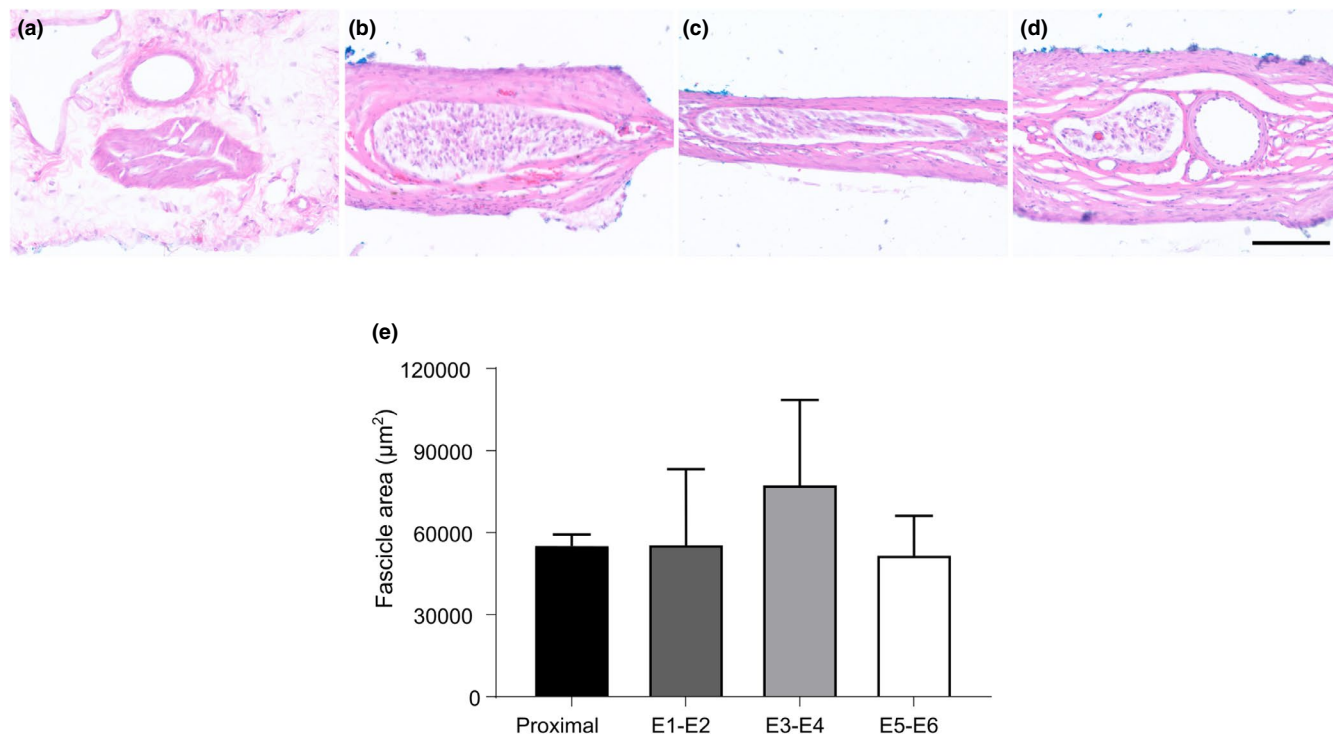 (a) (b) (c) (d)
(e)
Fascicle area (µm²)
120000
90000
60000
30000
0
Proximal E1-E2 E3-E4 E5-E6